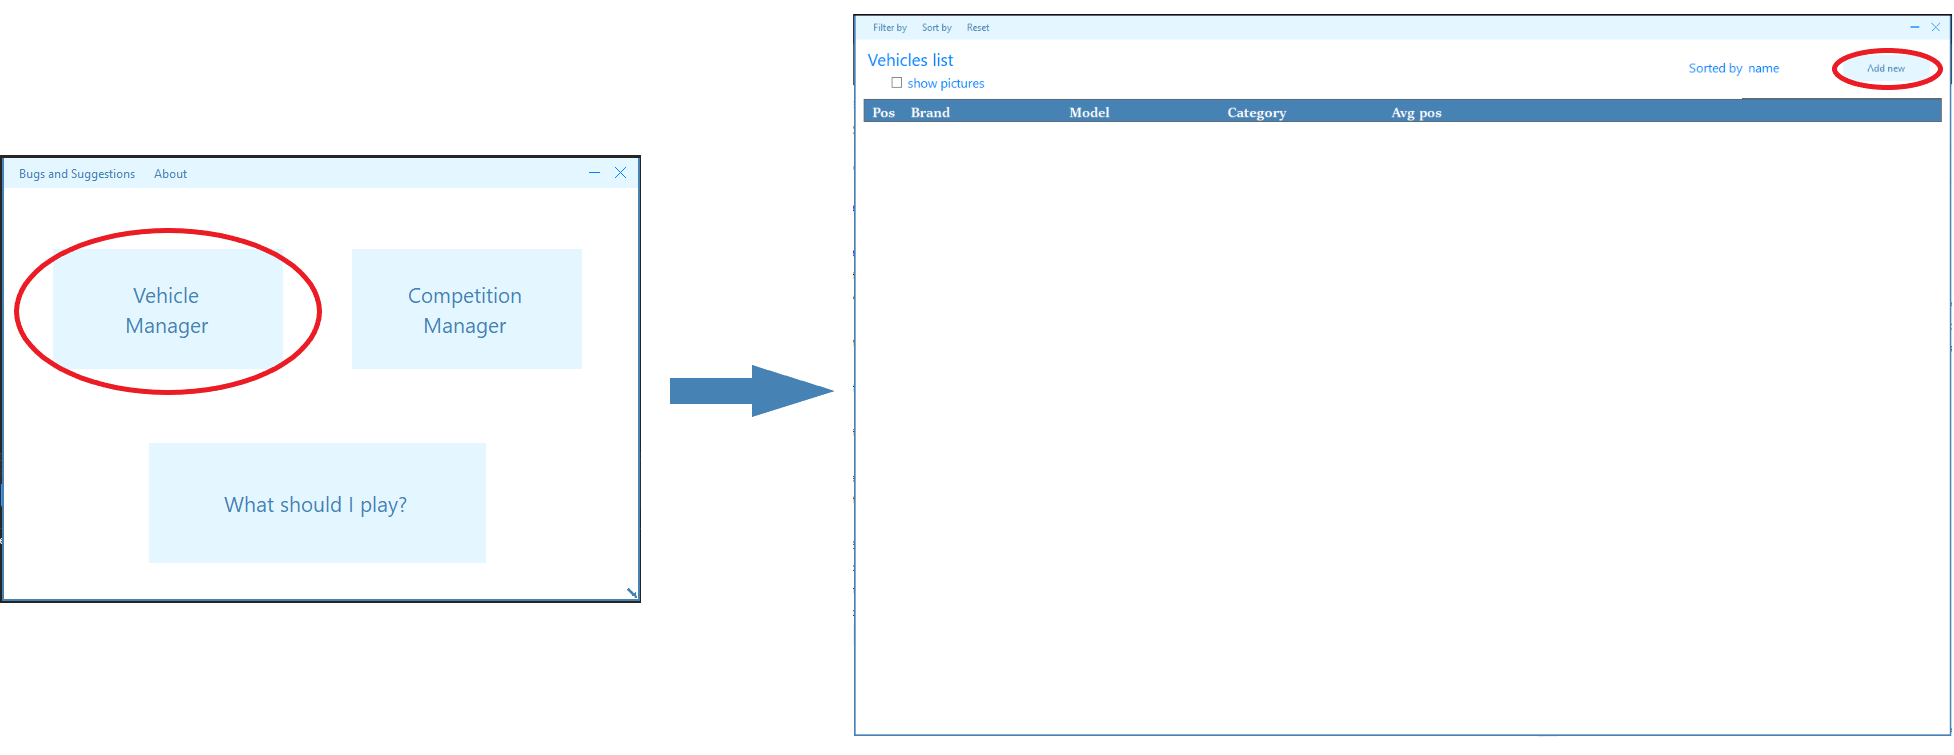 Bugs and Suggestions About
Vehicle
Manager
Competition
Manager
What should I play?
Filter by Sort by Reset
Vehicles list
show pictures
Sorted by name
Add new
Pos Brand Model Category Avg pos